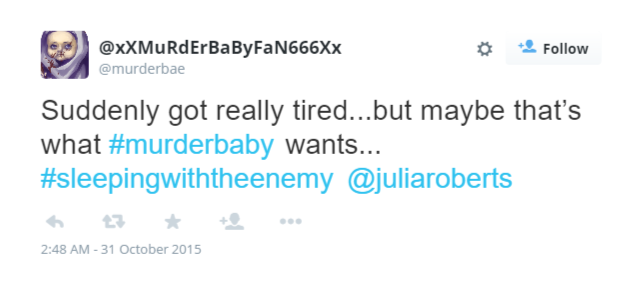 @xXMuRdErBaByFaN666Xx
Follow
@murderbae
Suddenly got really tired...but maybe that's
what #murderbaby wants...
#sleepingwiththeenemy @juliaroberts
2:48 AM - 31 October 2015